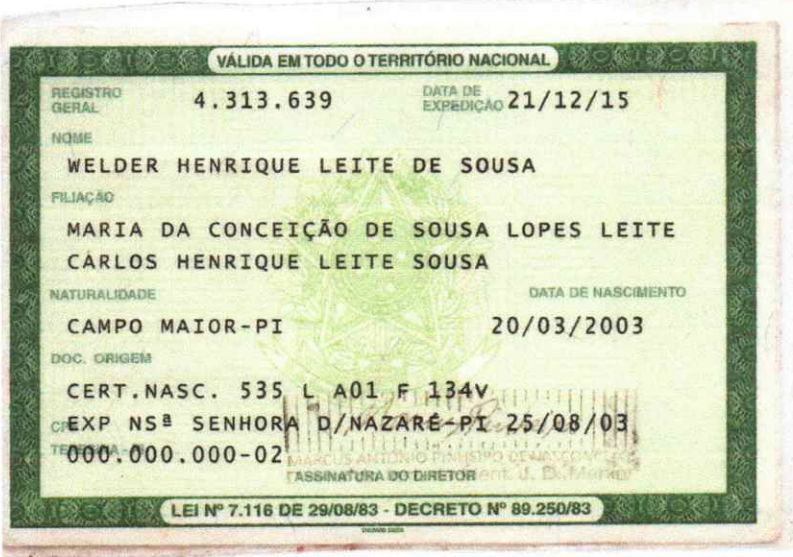 VÁLIDA EM TODO O TERRITÓRIO NACIONAL
REGISTRO GERAL 4.313.639 DATA DE EXPEDIÇÃO 21/12/15
NOME
WELDER HENRIQUE LEITE DE SOUSA
FILIAÇÃO
MARIA DA CONCEIÇÃO DE SOUSA LOPES LEITE
CARLOS HENRIQUE LEITE SOUSA
NATURALIDADE DATA DE NASCIMENTO
CAMPO MAIOR-PI 20/03/2003
DOC. ORIGEM
CERT.NASC. 535 L A01 F 134V
EXP NSª SENHORA D/NAZARÉ-PI 25/08/03
000.000.000-02
ASSINATURA DO DIRETOR
LEI Nº 7.116 DE 29/08/83 - DECRETO Nº 89.250/83